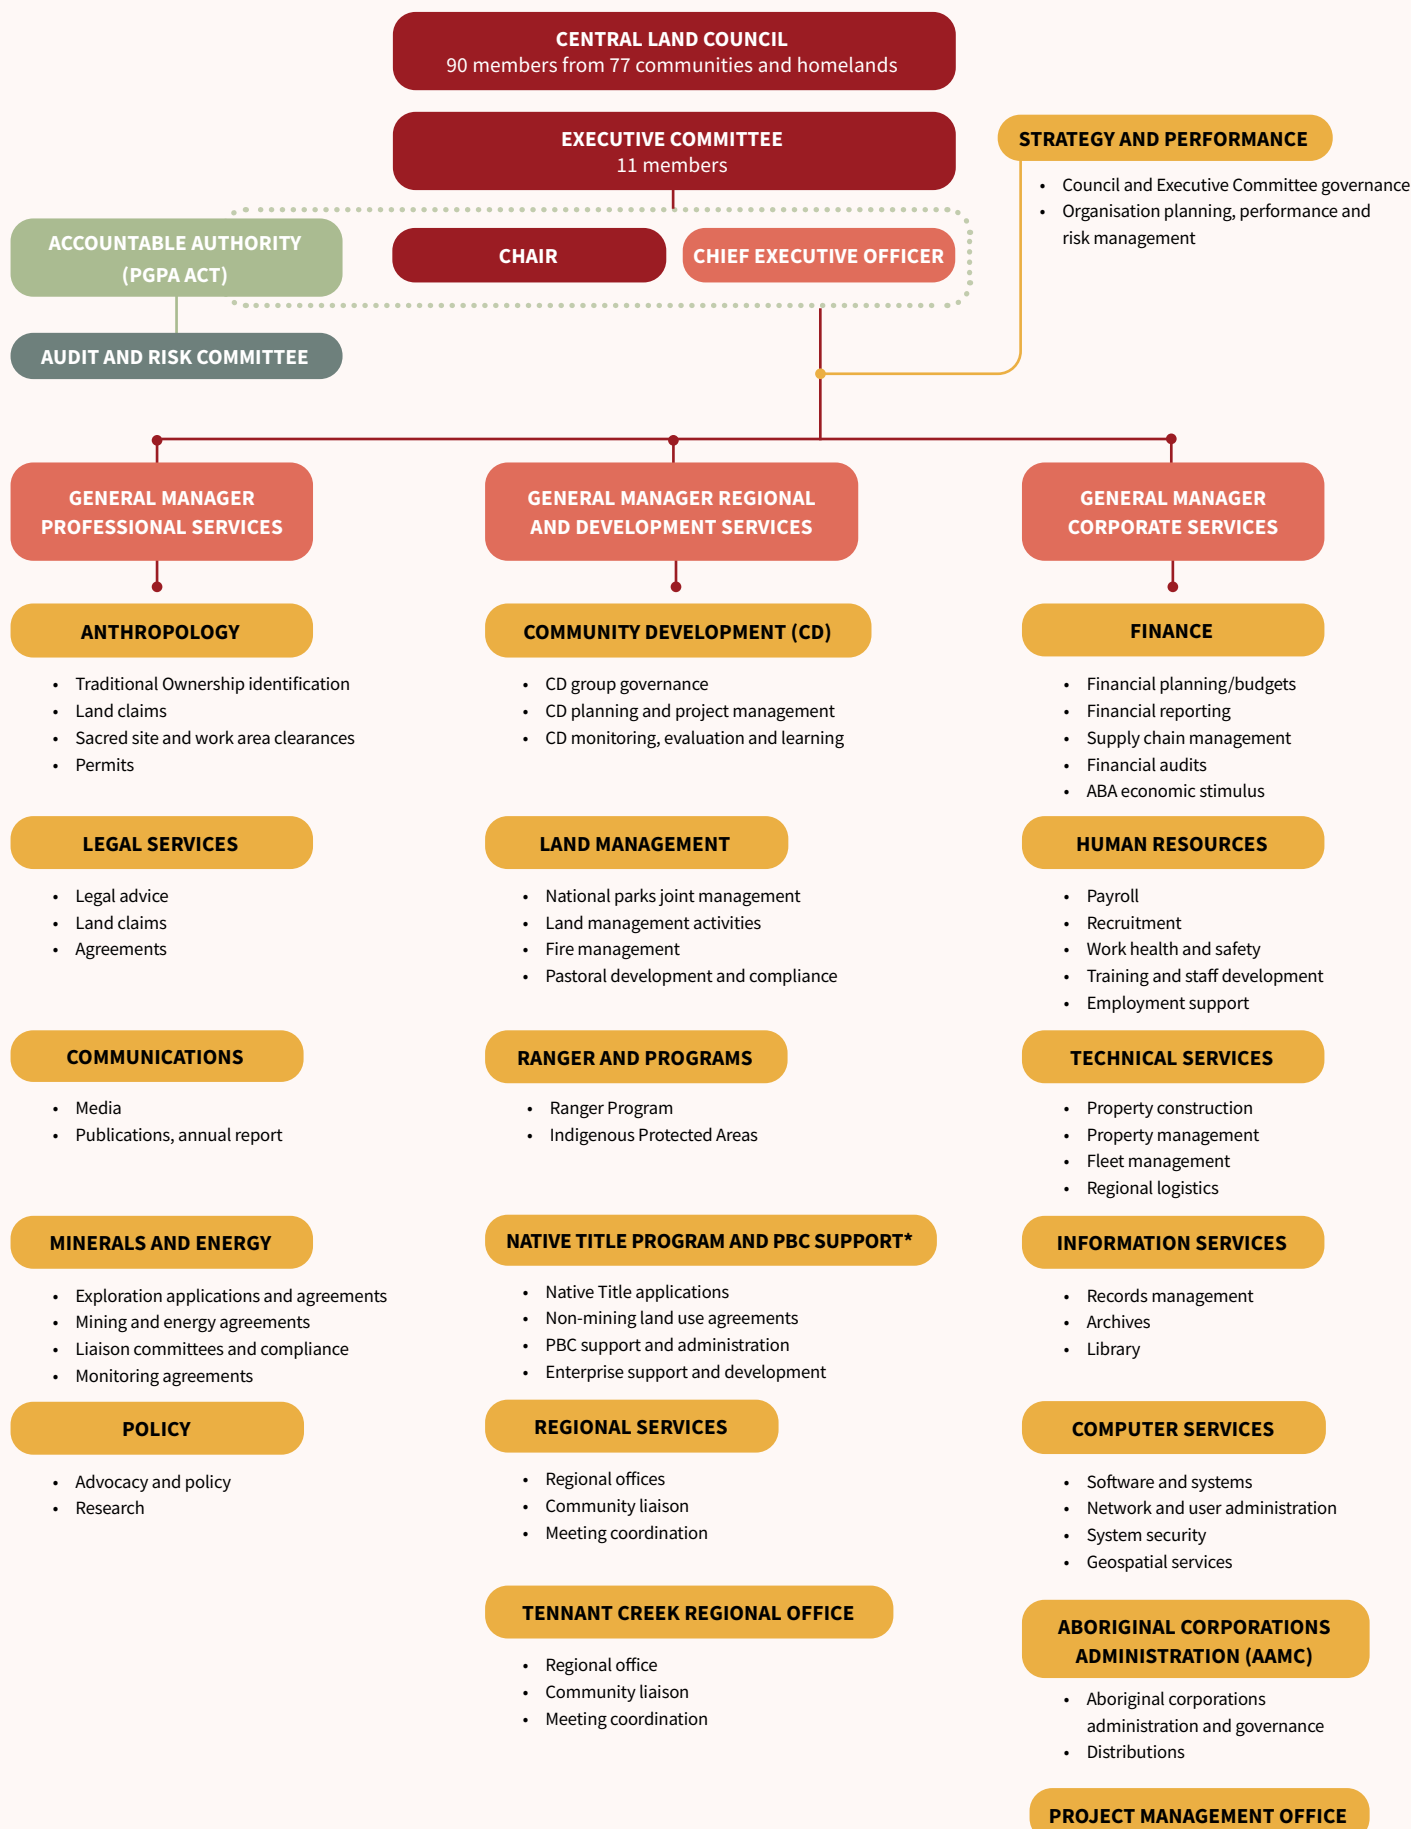 CENTRAL LAND COUNCIL
90 members from 77 communities and homelands
EXECUTIVE COMMITTEE
11 members
STRATEGY AND PERFORMANCE
• Council and Executive Committee governance
• Organisation planning, performance and
risk management
ACCOUNTABLE AUTHORITY
(PGPA ACT)
CHAIR
CHIEF EXECUTIVE OFFICER
AUDIT AND RISK COMMITTEE
GENERAL MANAGER
PROFESSIONAL SERVICES
ANTHROPOLOGY
• Traditional Ownership identification
• Land claims
• Sacred site and work area clearances
• Permits
LEGAL SERVICES
• Legal advice
• Land claims
• Agreements
COMMUNICATIONS
• Media
• Publications, annual report
MINERALS AND ENERGY
• Exploration applications and agreements
• Mining and energy agreements
• Liaison committees and compliance
• Monitoring agreements
POLICY
• Advocacy and policy
• Research
GENERAL MANAGER REGIONAL
AND DEVELOPMENT SERVICES
COMMUNITY DEVELOPMENT (CD)
• CD group governance
• CD planning and project management
• CD monitoring, evaluation and learning
LAND MANAGEMENT
• National parks joint management
• Land management activities
• Fire management
• Pastoral development and compliance
RANGER AND PROGRAMS
• Ranger Program
• Indigenous Protected Areas
NATIVE TITLE PROGRAM AND PBC SUPPORT*
• Native Title applications
• Non-mining land use agreements
• PBC support and administration
• Enterprise support and development
REGIONAL SERVICES
• Regional offices
• Community liaison
• Meeting coordination
TENNANT CREEK REGIONAL OFFICE
• Regional office
• Community liaison
• Meeting coordination
GENERAL MANAGER
CORPORATE SERVICES
FINANCE
• Financial planning/budgets
• Financial reporting
• Supply chain management
• Financial audits
• ABA economic stimulus
HUMAN RESOURCES
• Payroll
• Recruitment
• Work health and safety
• Training and staff development
• Employment support
TECHNICAL SERVICES
• Property construction
• Property management
• Fleet management
• Regional logistics
INFORMATION SERVICES
• Records management
• Archives
• Library
COMPUTER SERVICES
• Software and systems
• Network and user administration
• System security
• Geospatial services
ABORIGINAL CORPORATIONS
ADMINISTRATION (AAMC)
• Aboriginal corporations
administration and governance
• Distributions
PROJECT MANAGEMENT OFFICE